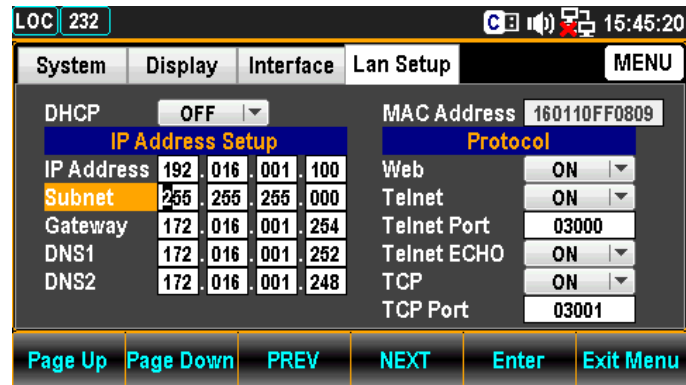 LOC 232 C 15:45:20
System Display Interface Lan Setup MENU
DHCP OFF MAC Address 160110FF0809
IP Address Setup Protocol
IP Address 192 . 016 . 001 . 100 Web ON
Subnet 255 . 255 . 255 . 000 Telnet ON
Gateway 172 . 016 . 001 . 254 Telnet Port 03000
DNS1 172 . 016 . 001 . 252 Telnet ECHO ON
DNS2 172 . 016 . 001 . 248 TCP ON
TCP Port 03001
Page Up Page Down PREV NEXT Enter Exit Menu